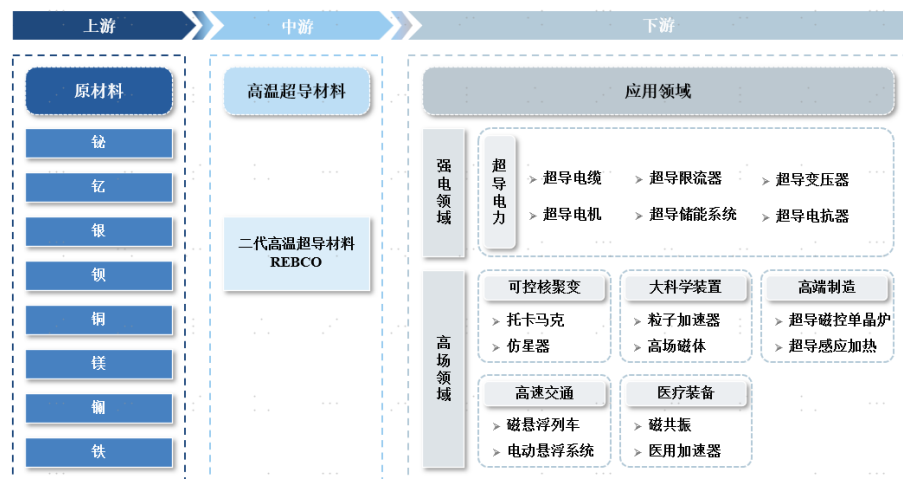 上游
中游
下游
原材料
铋
钇
银
钡
铜
镁
镧
铁
高温超导材料
二代高温超导材料
REBCO
应用领域
强电领域
超导电力
超导电缆
超导限流器
超导变压器
超导电机
超导储能系统
超导电抗器
高场领域
可控核聚变
托卡马克
仿星器
大科学装置
粒子加速器
高场磁体
高端制造
超导磁控单晶炉
超导感应加热
高速交通
磁悬浮列车
电动悬浮系统
医疗装备
磁共振
医用加速器